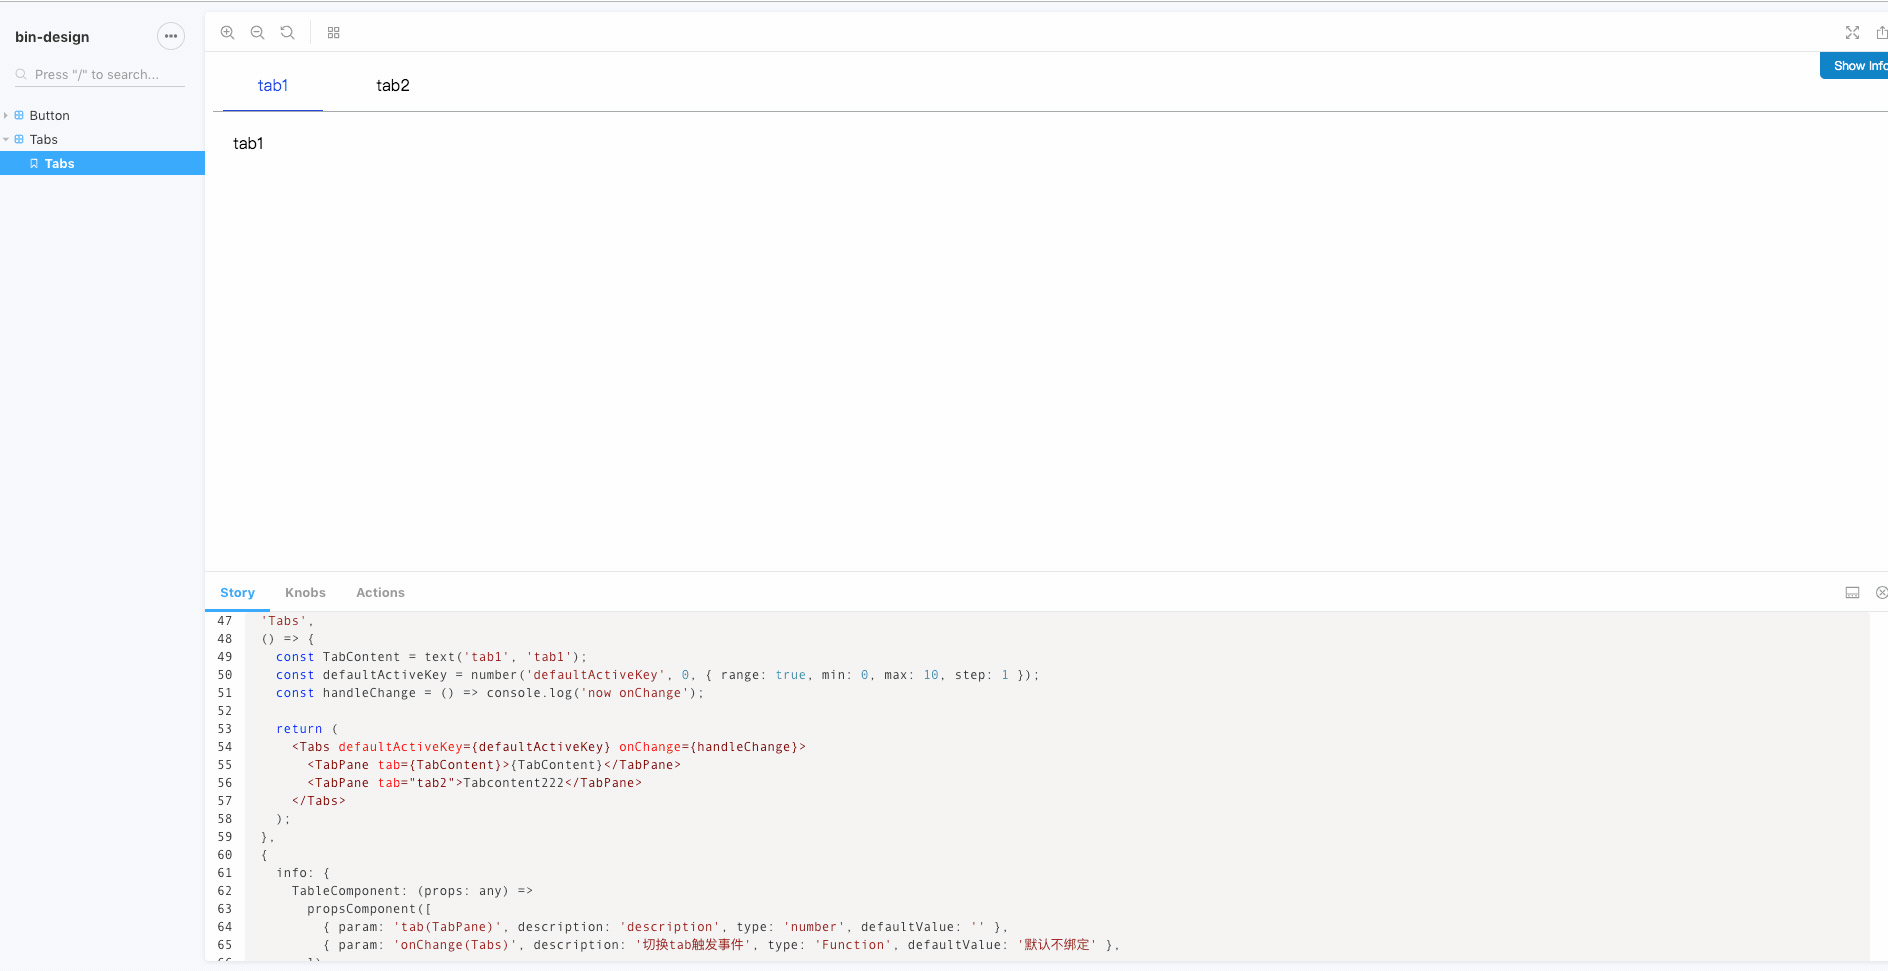 bin-design
Press "/" to search...
Button
Tabs
Tabs
Show Info
tab1 tab2
tab1
Story Knobs Actions
47 'Tabs',
48 () => {
49 const TabContent = text('tab1', 'tab1');
50 const defaultActiveKey = number('defaultActiveKey', 0, { range: true, min: 0, max: 10, step: 1 });
51 const handleChange = () => console.log('now onChange');
52
53 return (
54 <Tabs defaultActiveKey={defaultActiveKey} onChange={handleChange}>
55 <TabPane tab={TabContent}>{TabContent}</TabPane>
56 <TabPane tab="tab2">Tabcontent222</TabPane>
57 </Tabs>
58 );
59 },
60 {
61 info: {
62 TableComponent: (props: any) =>
63 propsComponent([
64 { param: 'tab(TabPane)', description: 'description', type: 'number', defaultValue: '' },
65 { param: 'onChange(Tabs)', description: '切换tab触发事件', type: 'Function', defaultValue: '默认不绑定' },